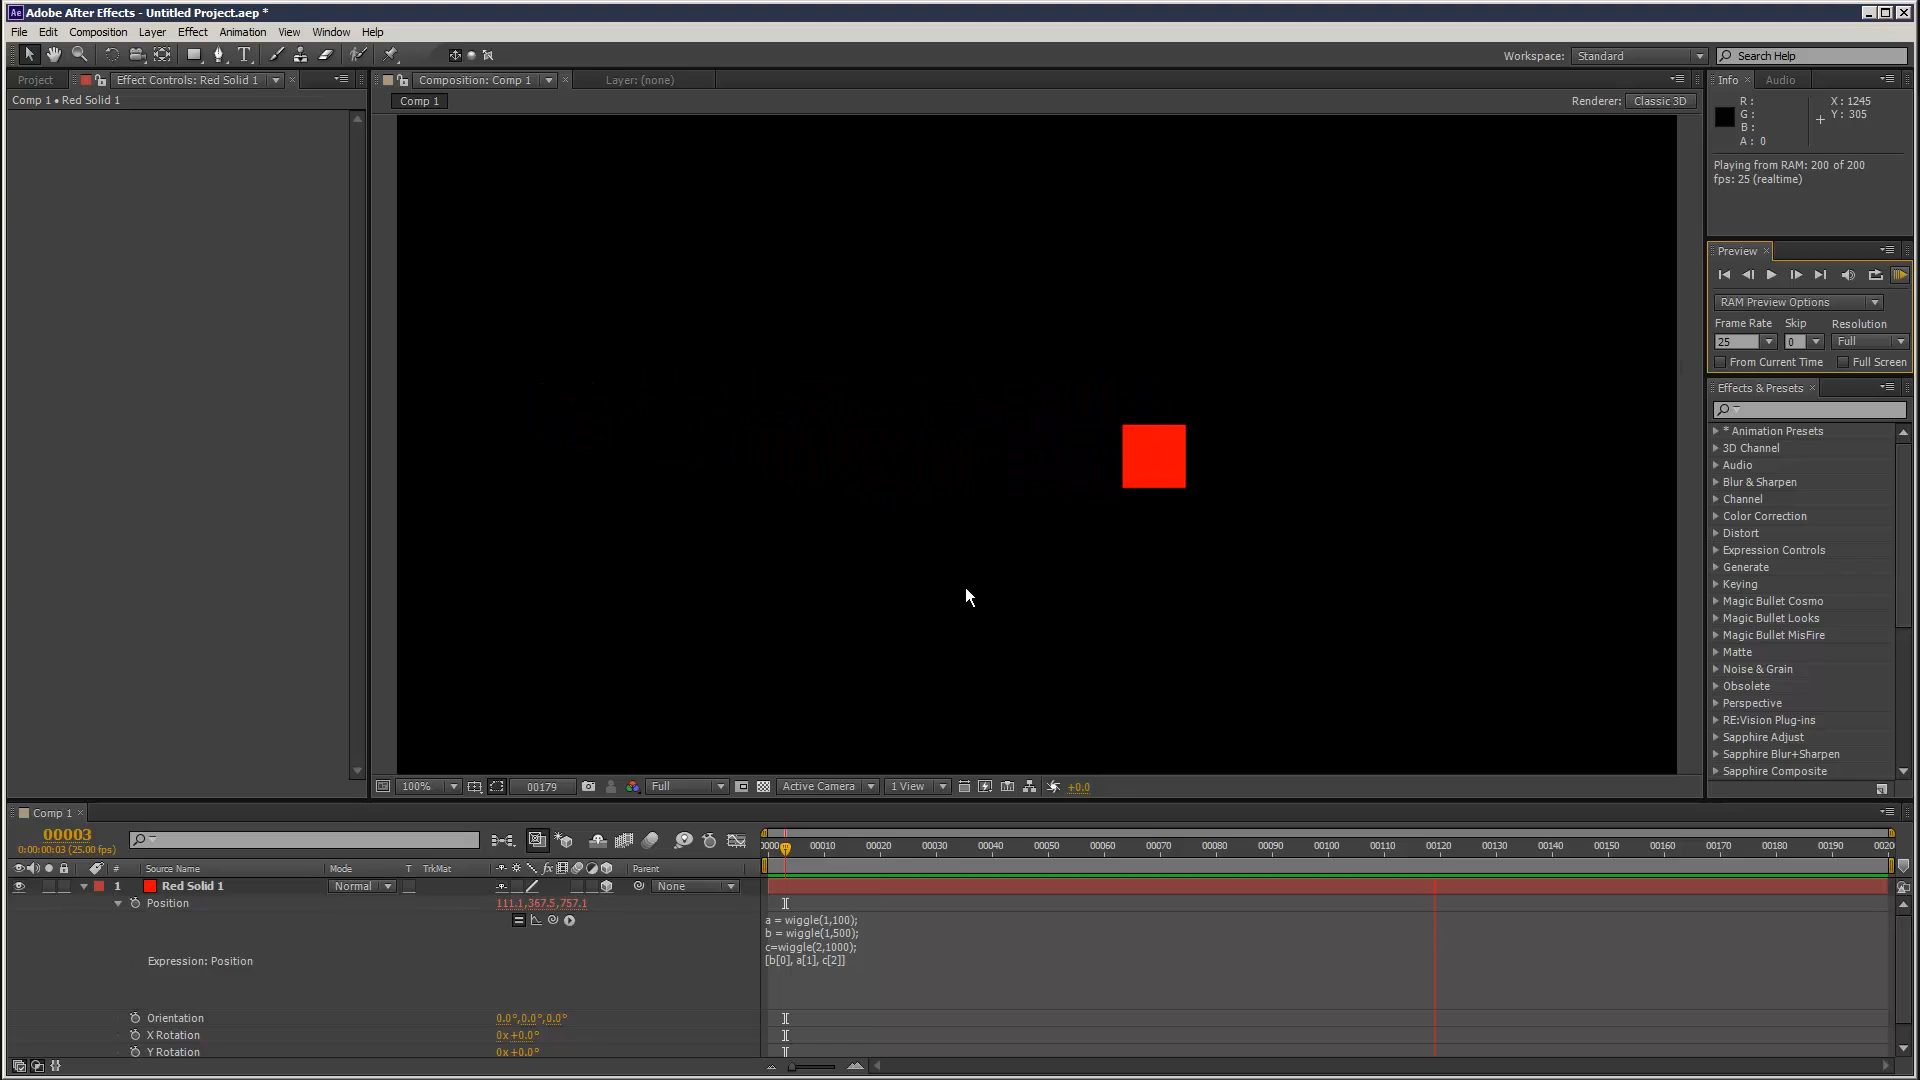 Ae Adobe After Effects - Untitled Project.aep *
File Edit Composition Layer Effect Animation View Window Help
Workspace: Standard Search Help
Project Effect Controls: Red Solid 1 Composition: Comp 1 Layer: (none) Info Audio
Comp 1 • Red Solid 1
Comp 1 Renderer: Classic 3D
R : X : 1245
G : Y : 305
B :
A : 0
Playing from RAM: 200 of 200
fps: 25 (realtime)
Preview
RAM Preview Options
Frame Rate Skip Resolution
25 0 Full
From Current Time Full Screen
Effects & Presets
* Animation Presets
3D Channel
Audio
Blur & Sharpen
Channel
Color Correction
Distort
Expression Controls
Generate
Keying
Magic Bullet Cosmo
Magic Bullet Looks
Magic Bullet MisFire
Matte
Noise & Grain
Obsolete
Perspective
RE:Vision Plug-ins
Sapphire Adjust
Sapphire Blur+Sharpen
Sapphire Composite
100% 00179 Full Active Camera 1 View +0.0
Comp 1
00003
0:00:00:03 (25.00 fps)
0000 00010 00020 00030 00040 00050 00060 00070 00080 00090 00100 00110 00120 00130 00140 00150 00160 00170 00180 00190 0020
# Source Name Mode T TrkMat fx Parent
1 Red Solid 1 Normal None
Position 111.1,367.5,757.1
a = wiggle(1,100);
b = wiggle(1,500);
c=wiggle(2,1000);
[b[0], a[1], c[2]]
Expression: Position
Orientation 0.0°,0.0°,0.0°
X Rotation 0x+0.0°
Y Rotation 0x+0.0°